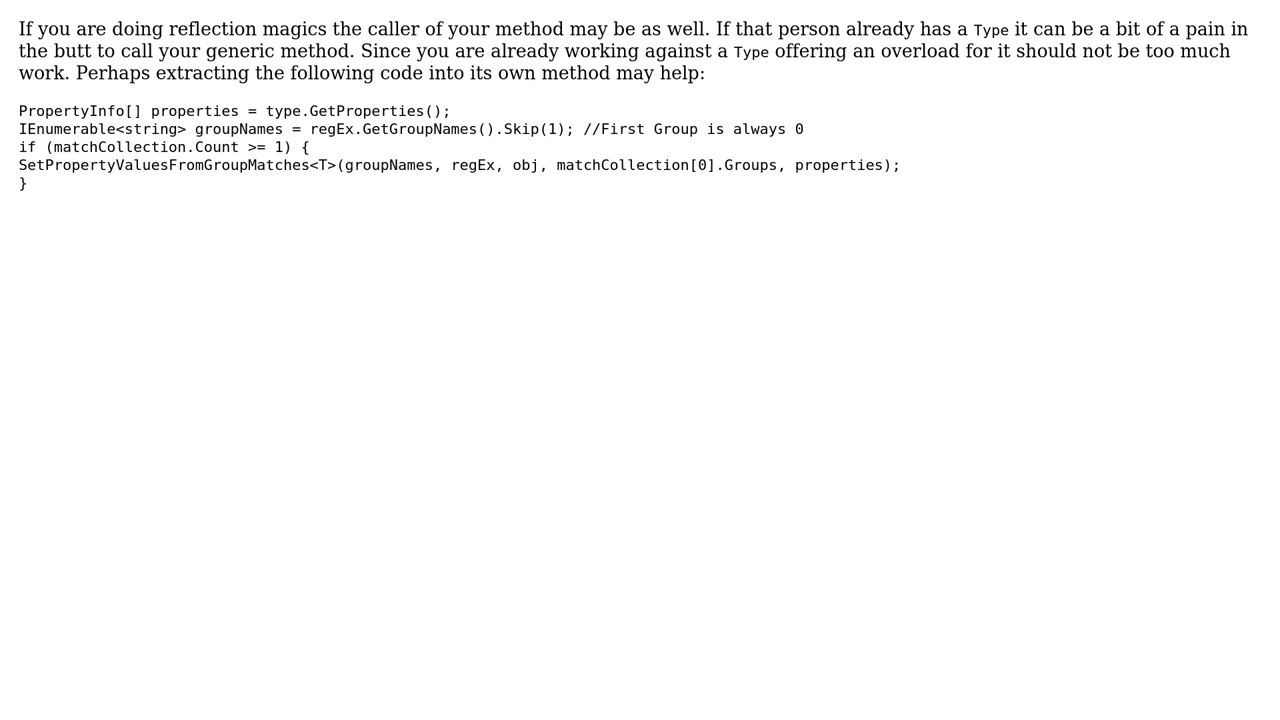 If you are doing reflection magics the caller of your method may be as well. If that person already has a Type it can be a bit of a pain in
the butt to call your generic method. Since you are already working against a Type offering an overload for it should not be too much
work. Perhaps extracting the following code into its own method may help:
PropertyInfo[] properties = type.GetProperties();
IEnumerable<string> groupNames = regEx.GetGroupNames().Skip(1); //First Group is always 0
if (matchCollection.Count >= 1) {
SetPropertyValuesFromGroupMatches<T>(groupNames, regEx, obj, matchCollection[0].Groups, properties);
}